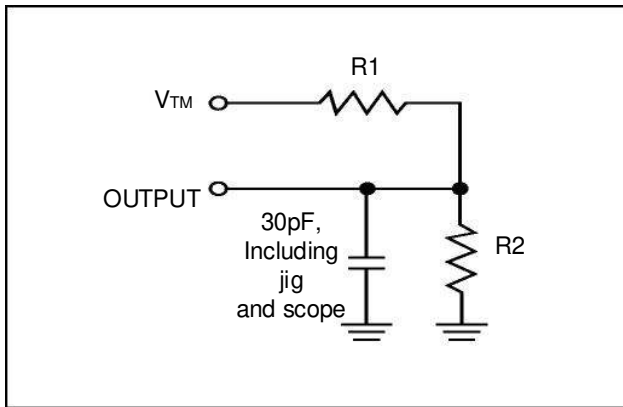 R1
VTM
OUTPUT
30pF,
Including
jig
and scope
R2